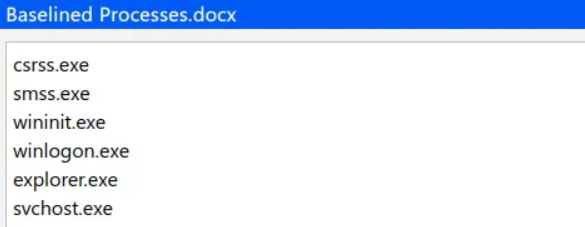 Baselined Processes.docx
csrss.exe
smss.exe
wininit.exe
winlogon.exe
explorer.exe
svchost.exe